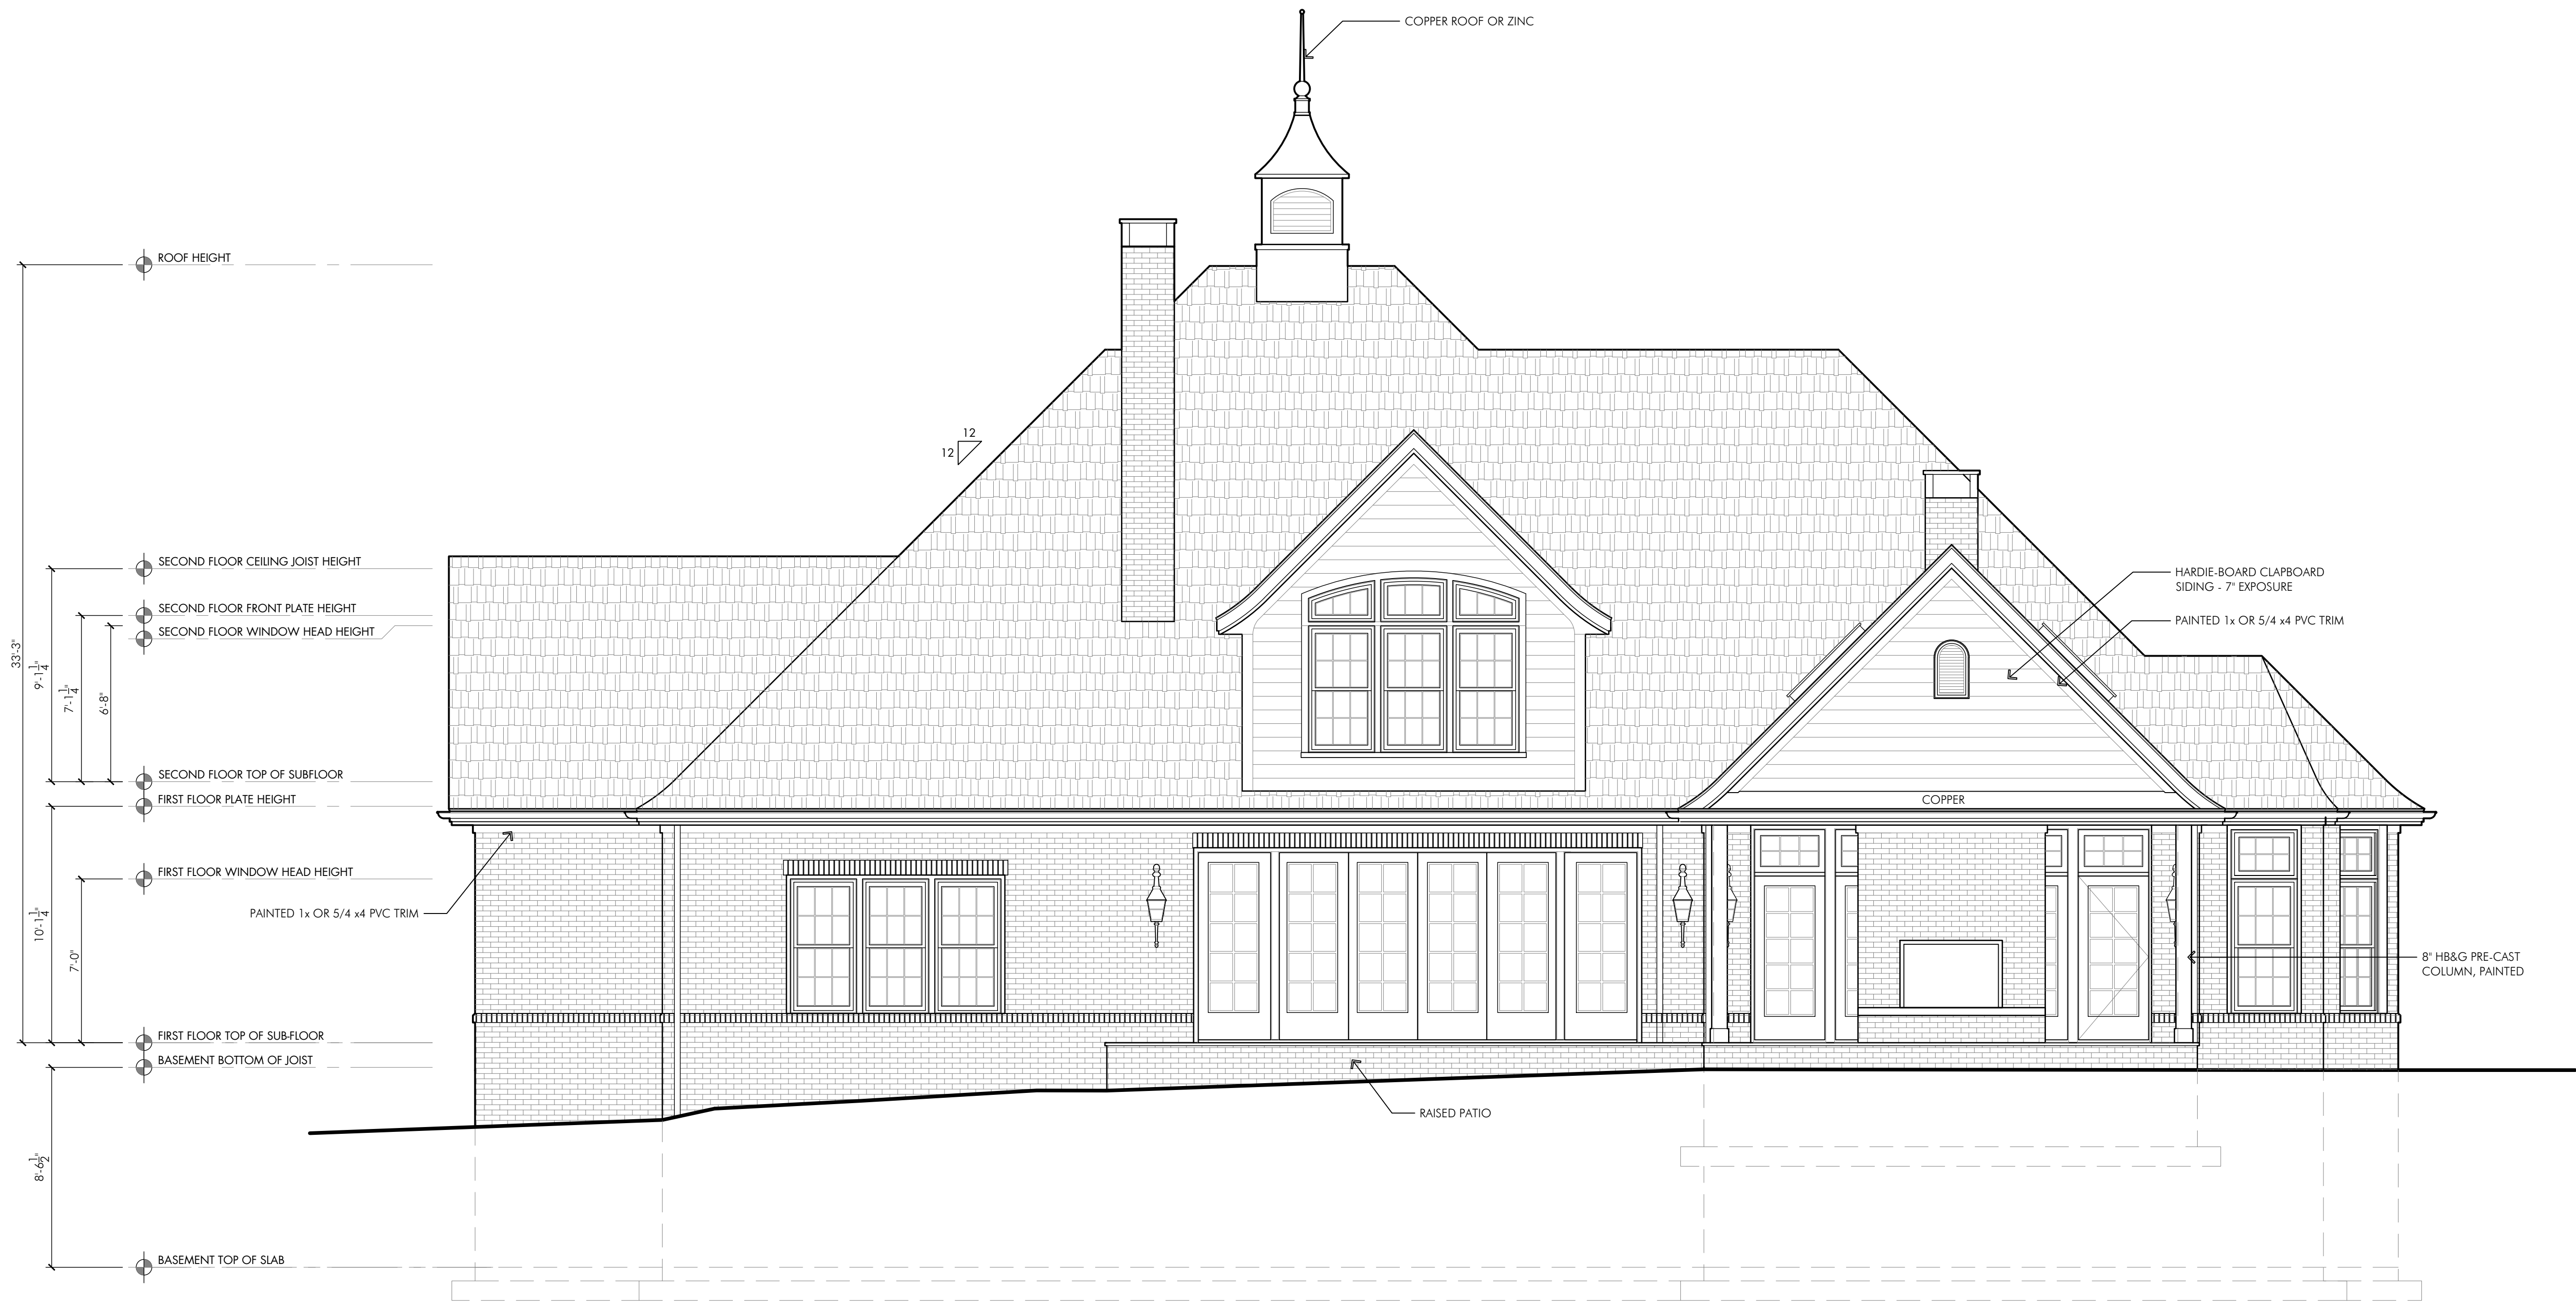 COPPER ROOF OR ZINC
ROOF HEIGHT
12
12
SECOND FLOOR CEILING JOIST HEIGHT
HARDIE-BOARD CLAPBOARD
SIDING - 7" EXPOSURE
SECOND FLOOR FRONT PLATE HEIGHT
PAINTED 1x OR 5/4 x4 PVC TRIM
SECOND FLOOR WINDOW HEAD HEIGHT
33'-3"
9'-1 1/4"
7'-1 1/4"
6'-8"
SECOND FLOOR TOP OF SUBFLOOR
FIRST FLOOR PLATE HEIGHT
COPPER
FIRST FLOOR WINDOW HEAD HEIGHT
PAINTED 1x OR 5/4 x4 PVC TRIM
10'-1 1/4"
7'-0"
8" HB&G PRE-CAST
COLUMN, PAINTED
FIRST FLOOR TOP OF SUB-FLOOR
BASEMENT BOTTOM OF JOIST
RAISED PATIO
8'-6 1/2"
BASEMENT TOP OF SLAB